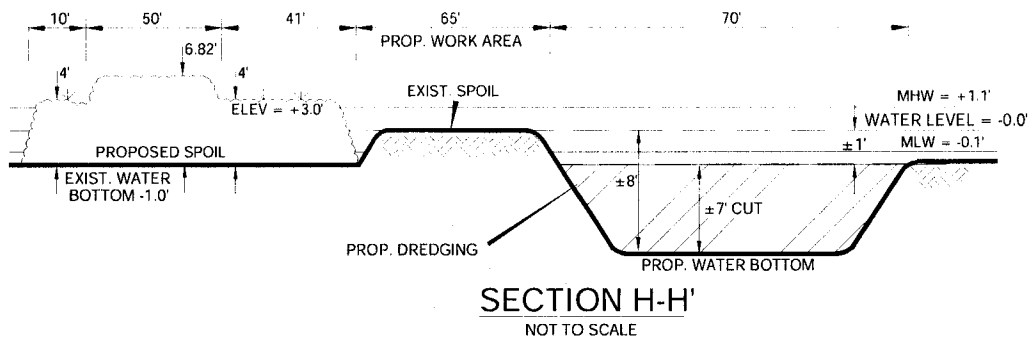 10' 50' 41' 65' 70'
PROP. WORK AREA
6.82'
4' 4'
EXIST. SPOIL
ELEV = +3.0'
MHW = +1.1'
WATER LEVEL = -0.0'
MLW = -0.1'
±1'
PROPOSED SPOIL
EXIST. WATER
BOTTOM -1.0'
±8'
±7' CUT
PROP. DREDGING
PROP. WATER BOTTOM
SECTION H-H'
NOT TO SCALE